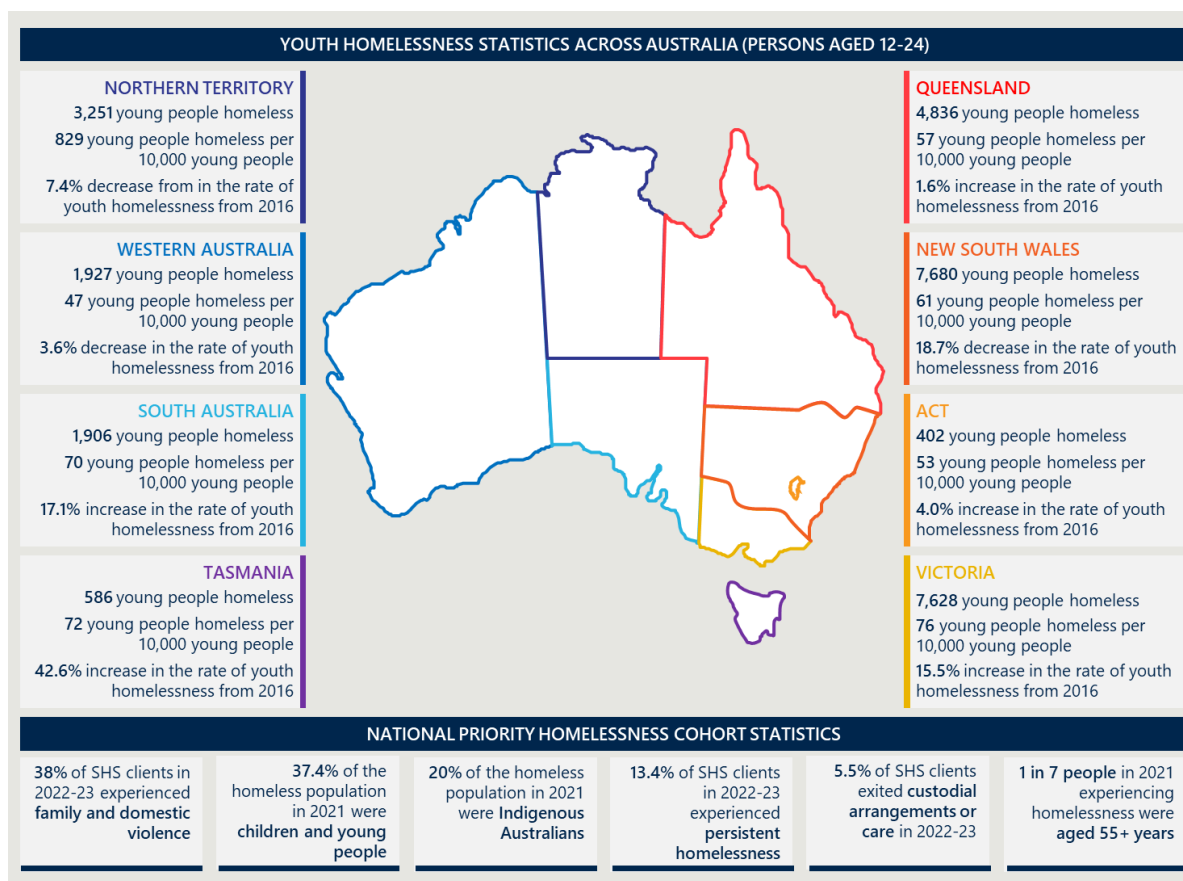 YOUTH HOMELESSNESS STATISTICS ACROSS AUSTRALIA (PERSONS AGED 12-24)
NORTHERN TERRITORY
3,251 young people homeless
829 young people homeless per
10,000 young people
7.4% decrease from in the rate of
youth homelessness from 2016
WESTERN AUSTRALIA
1,927 young people homeless
47 young people homeless per
10,000 young people
3.6% decrease in the rate of youth
homelessness from 2016
SOUTH AUSTRALIA
1,906 young people homeless
70 young people homeless per
10,000 young people
17.1% increase in the rate of youth
homelessness from 2016
TASMANIA
586 young people homeless
72 young people homeless per
10,000 young people
42.6% increase in the rate of youth
homelessness from 2016
QUEENSLAND
4,836 young people homeless
57 young people homeless per
10,000 young people
1.6% increase in the rate of youth
homelessness from 2016
NEW SOUTH WALES
7,680 young people homeless
61 young people homeless per
10,000 young people
18.7% decrease in the rate of youth
homelessness from 2016
ACT
402 young people homeless
53 young people homeless per
10,000 young people
4.0% increase in the rate of youth
homelessness from 2016
VICTORIA
7,628 young people homeless
76 young people homeless per
10,000 young people
15.5% increase in the rate of youth
homelessness from 2016
NATIONAL PRIORITY HOMELESSNESS COHORT STATISTICS
38% of SHS clients in
2022-23 experienced
family and domestic
violence
37.4% of the
homeless population
in 2021 were
children and young
people
20% of the homeless
population in 2021
were Indigenous
Australians
13.4% of SHS clients
in 2022-23
experienced
persistent
homelessness
5.5% of SHS clients
exited custodial
arrangements or
care in 2022-23
1 in 7 people in 2021
experiencing
homelessness were
aged 55+ years